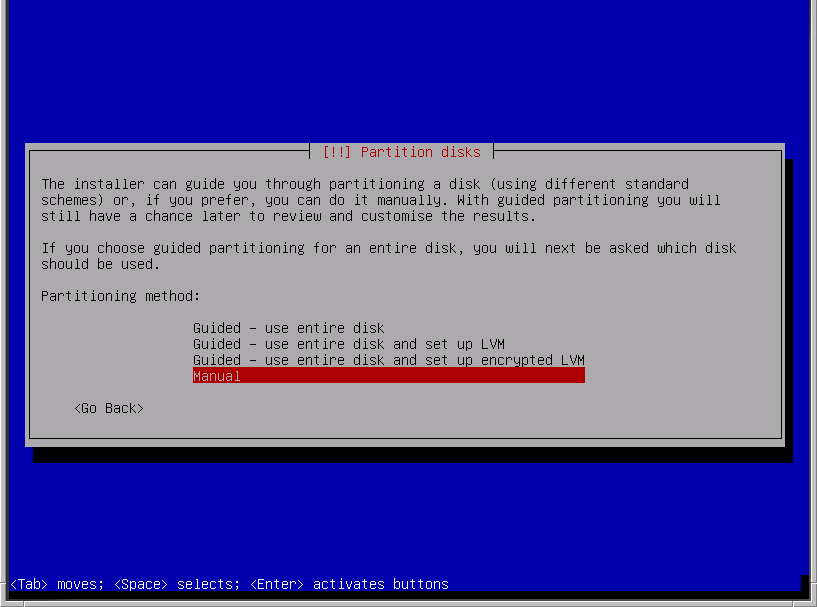 [!!] Partition disks
The installer can guide you through partitioning a disk (using different standard
schemes) or, if you prefer, you can do it manually. With guided partitioning you will
still have a chance later to review and customise the results.
If you choose guided partitioning for an entire disk, you will next be asked which disk
should be used.
Partitioning method:
Guided - use entire disk
Guided - use entire disk and set up LVM
Guided - use entire disk and set up encrypted LVM
Manual
<Go Back>
<Tab> moves; <Space> selects; <Enter> activates buttons